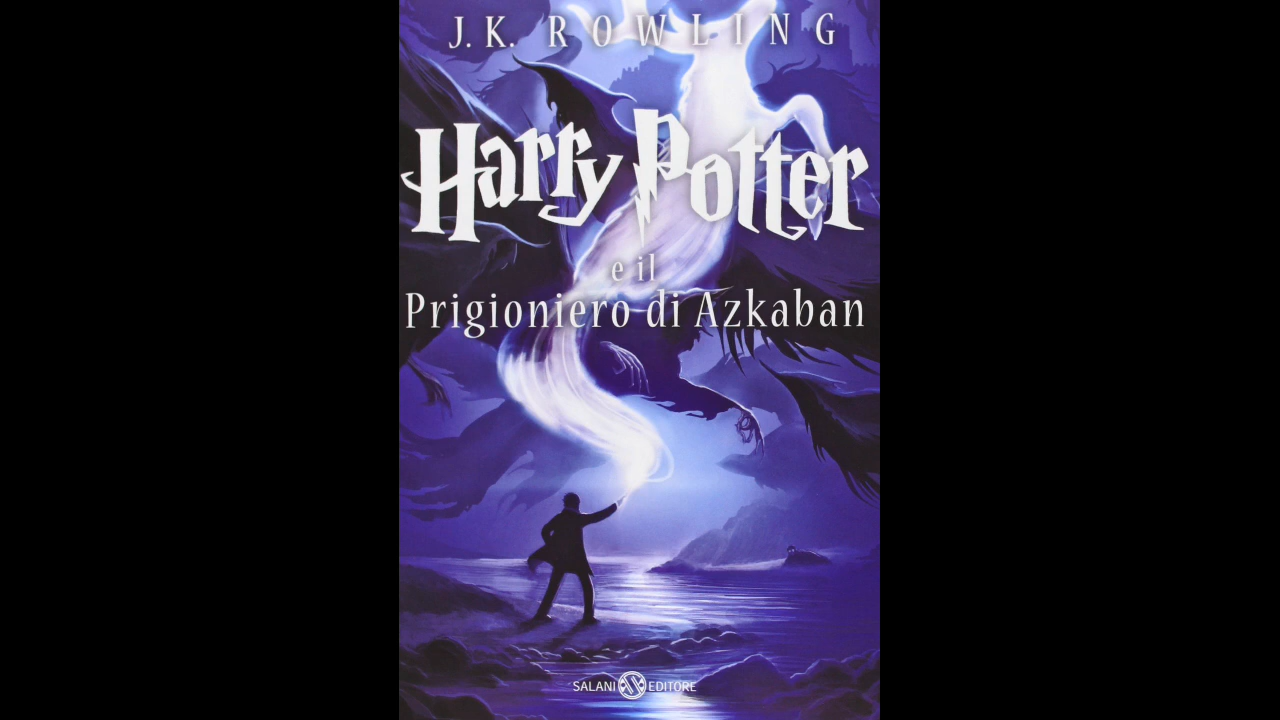 J. K. ROWLING
Harry Potter
e il
Prigioniero di Azkaban
SALANI EDITORE